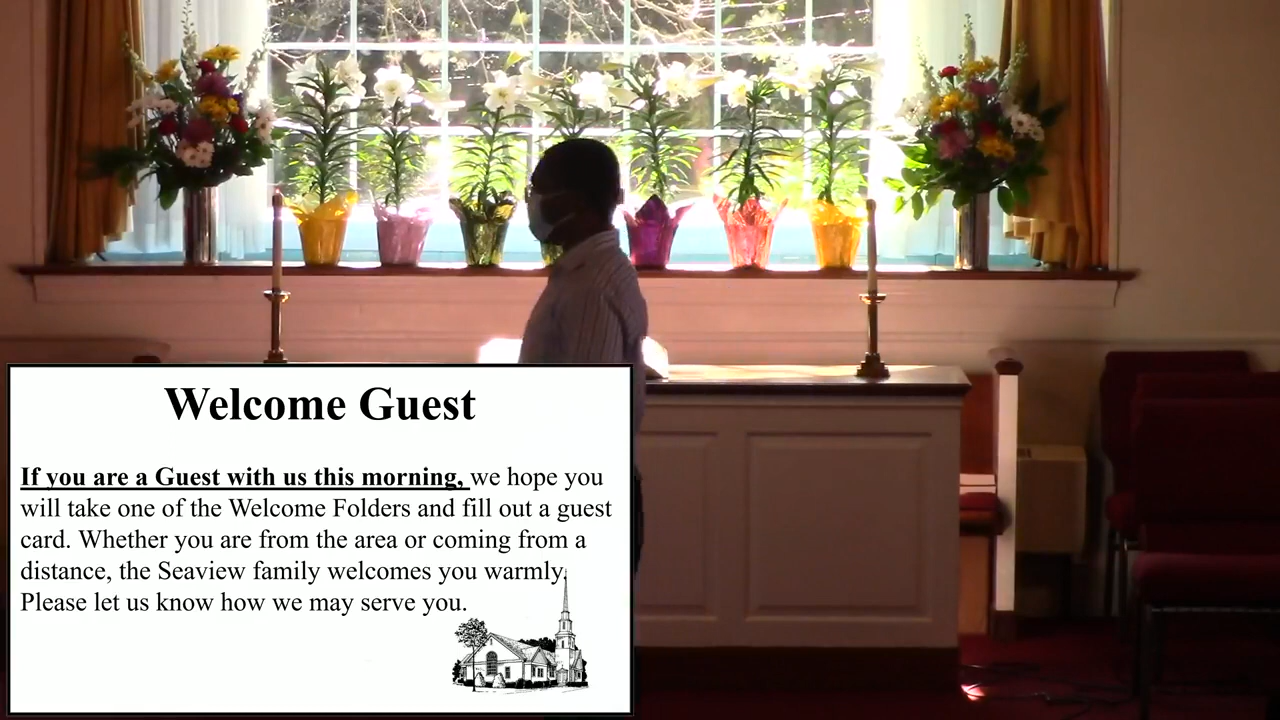 Welcome Guest
If you are a Guest with us this morning, we hope you
will take one of the Welcome Folders and fill out a guest
card. Whether you are from the area or coming from a
distance, the Seaview family welcomes you warmly.
Please let us know how we may serve you.